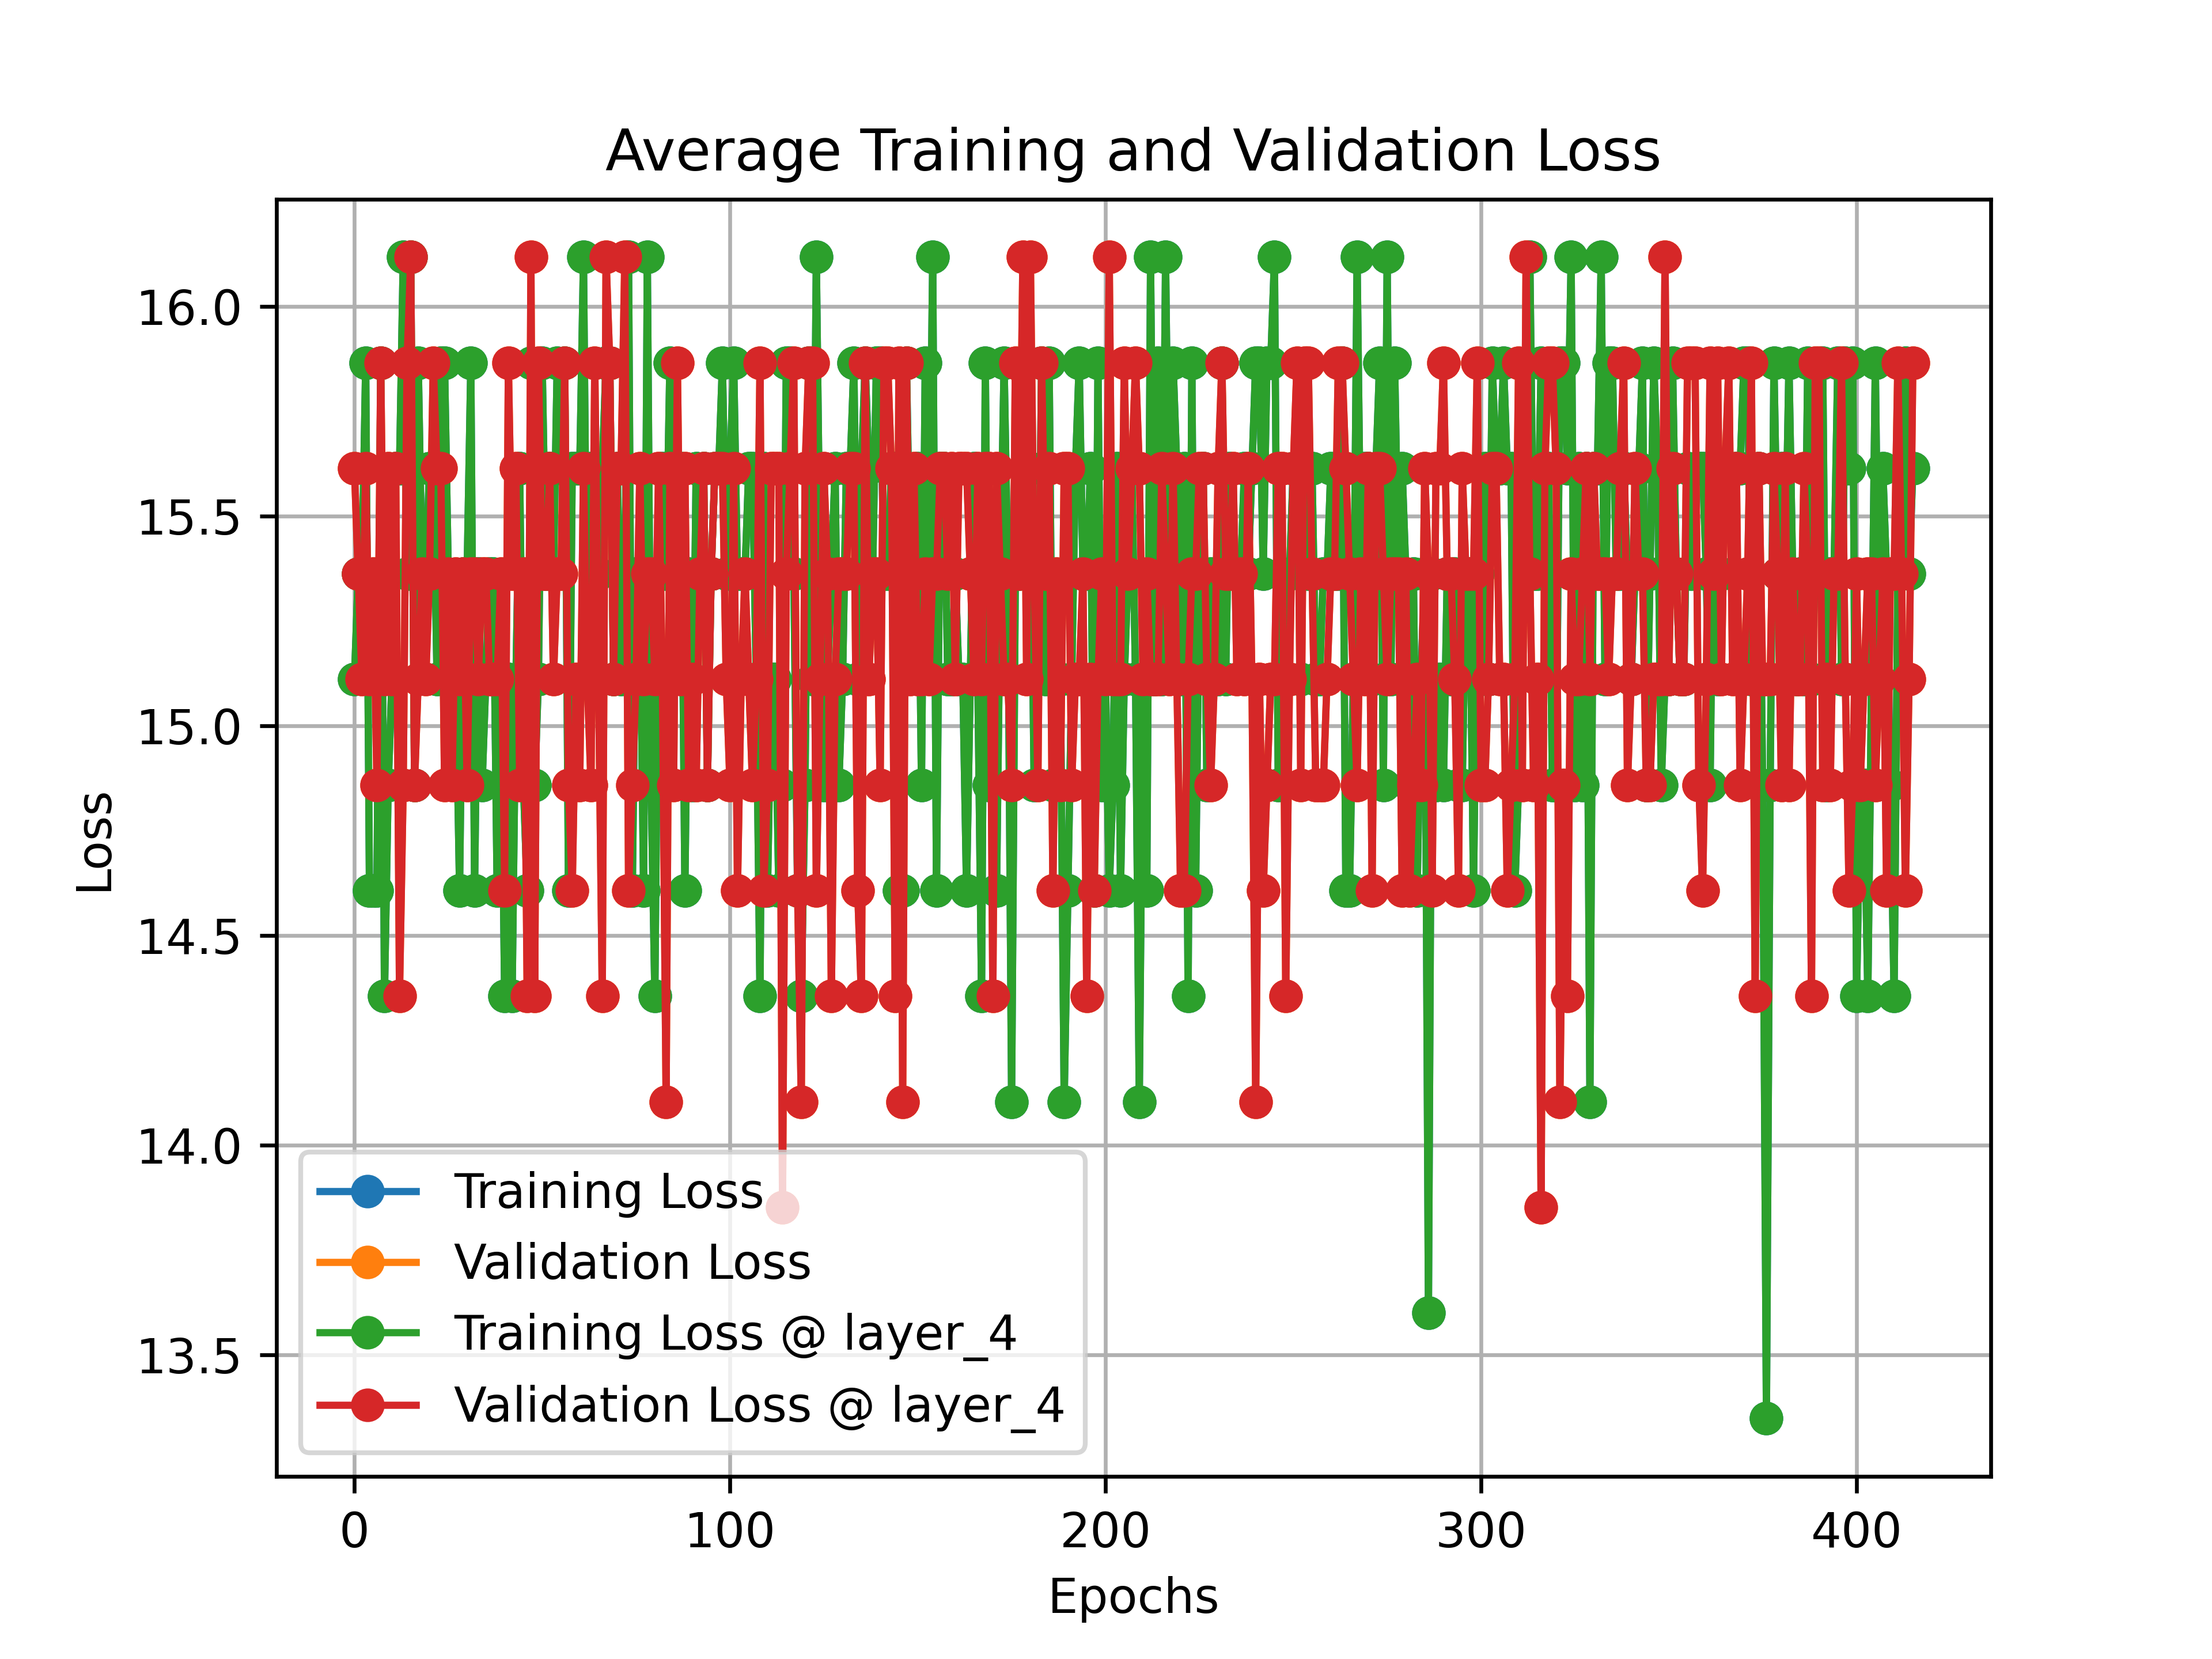 Average Training and Validation Loss
16.0
15.5
15.0
14.5
14.0
13.5
Loss
Training Loss
Validation Loss
Training Loss @ layer_4
Validation Loss @ layer_4
0 100 200 300 400
Epochs